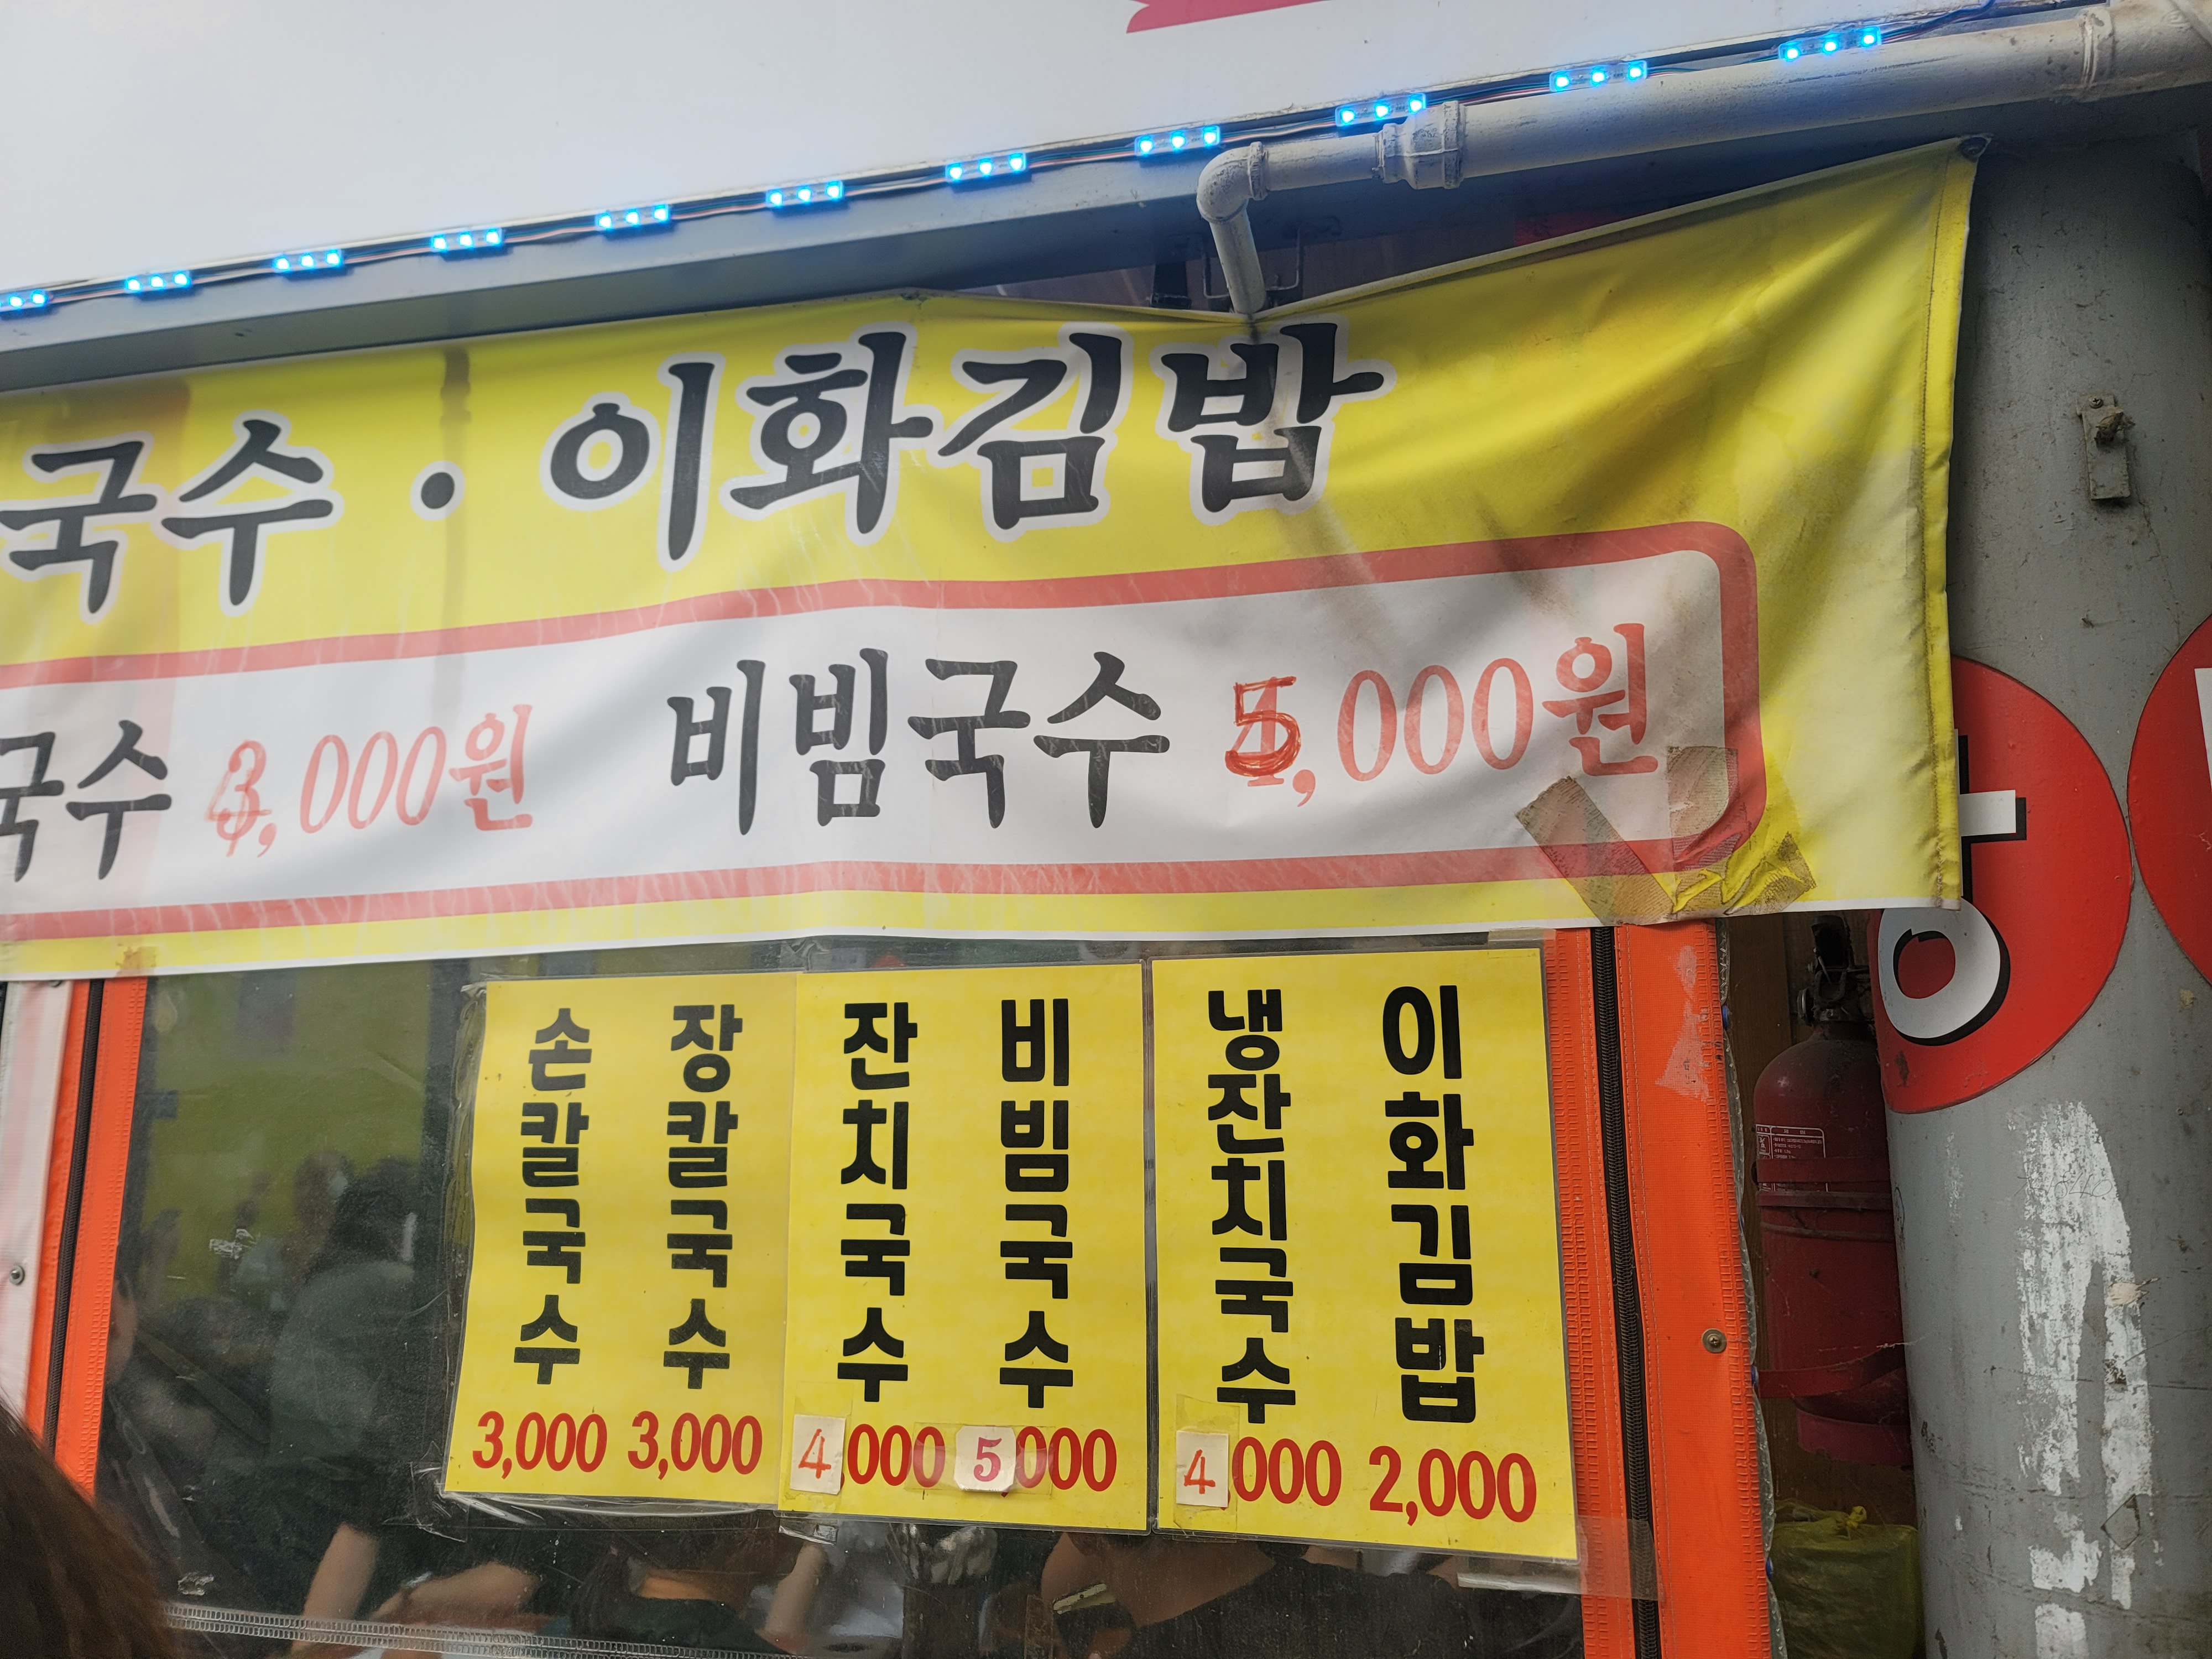 국수 · 이화김밥
국수 3,000원 비빔국수 5,000원
손칼국수 3,000
장칼국수 3,000
잔치국수 4,000
비빔국수 5,000
냉잔치국수 4,000
이화김밥 2,000